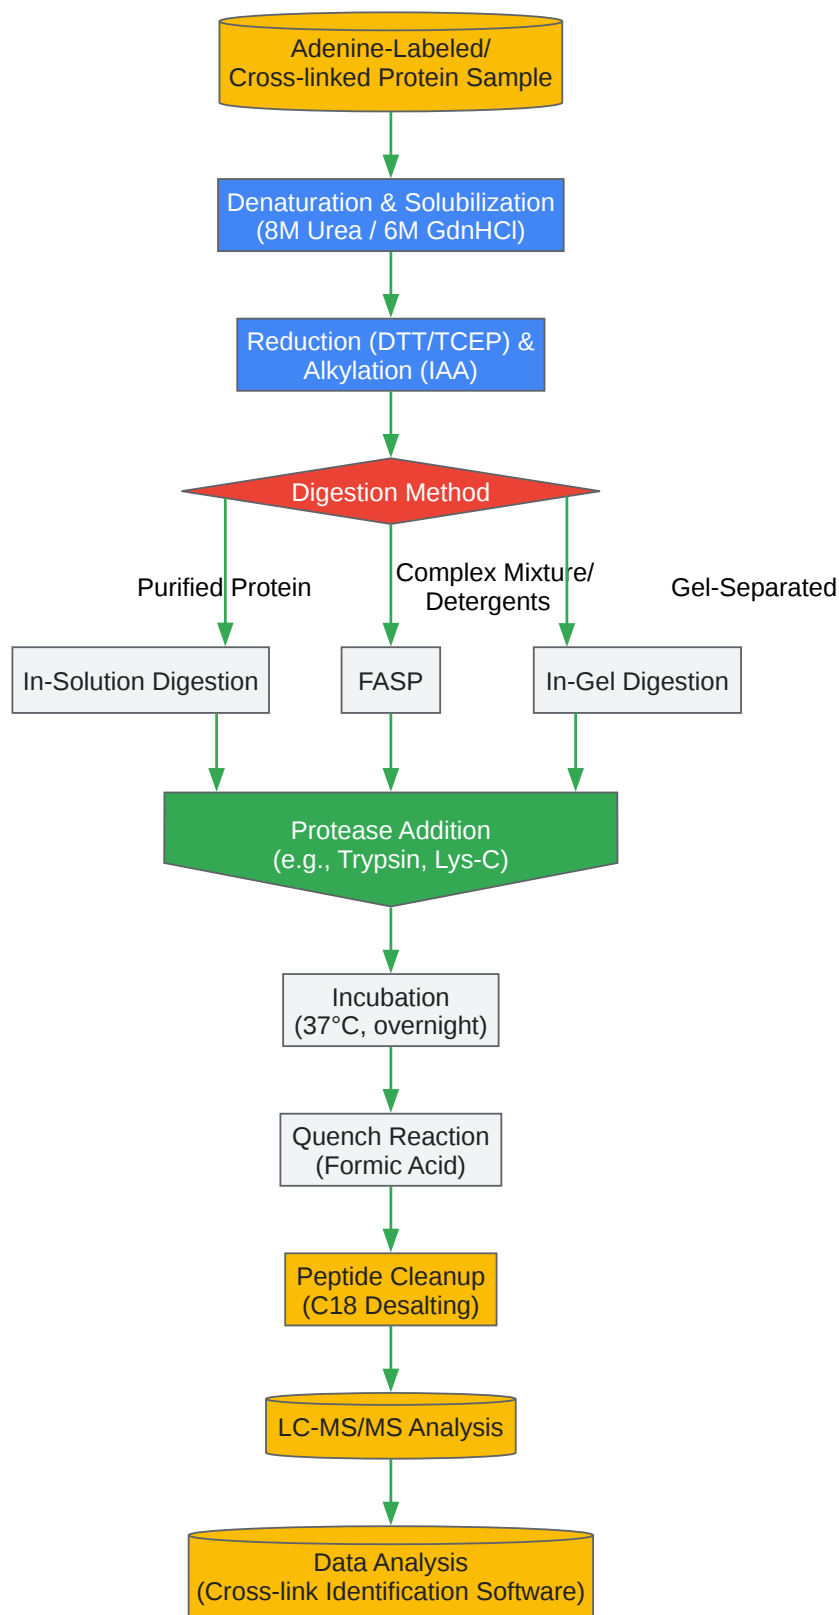 Adenine-Labeled/
Cross-linked Protein Sample
Denaturation & Solubilization
(8M Urea / 6M GdnHCl)
Reduction (DTT/TCEP) &
Alkylation (IAA)
Digestion Method
Purified Protein
Complex Mixture/
Detergents
Gel-Separated
In-Solution Digestion
FASP
In-Gel Digestion
Protease Addition
(e.g., Trypsin, Lys-C)
Incubation
(37°C, overnight)
Quench Reaction
(Formic Acid)
Peptide Cleanup
(C18 Desalting)
LC-MS/MS Analysis
Data Analysis
(Cross-link Identification Software)